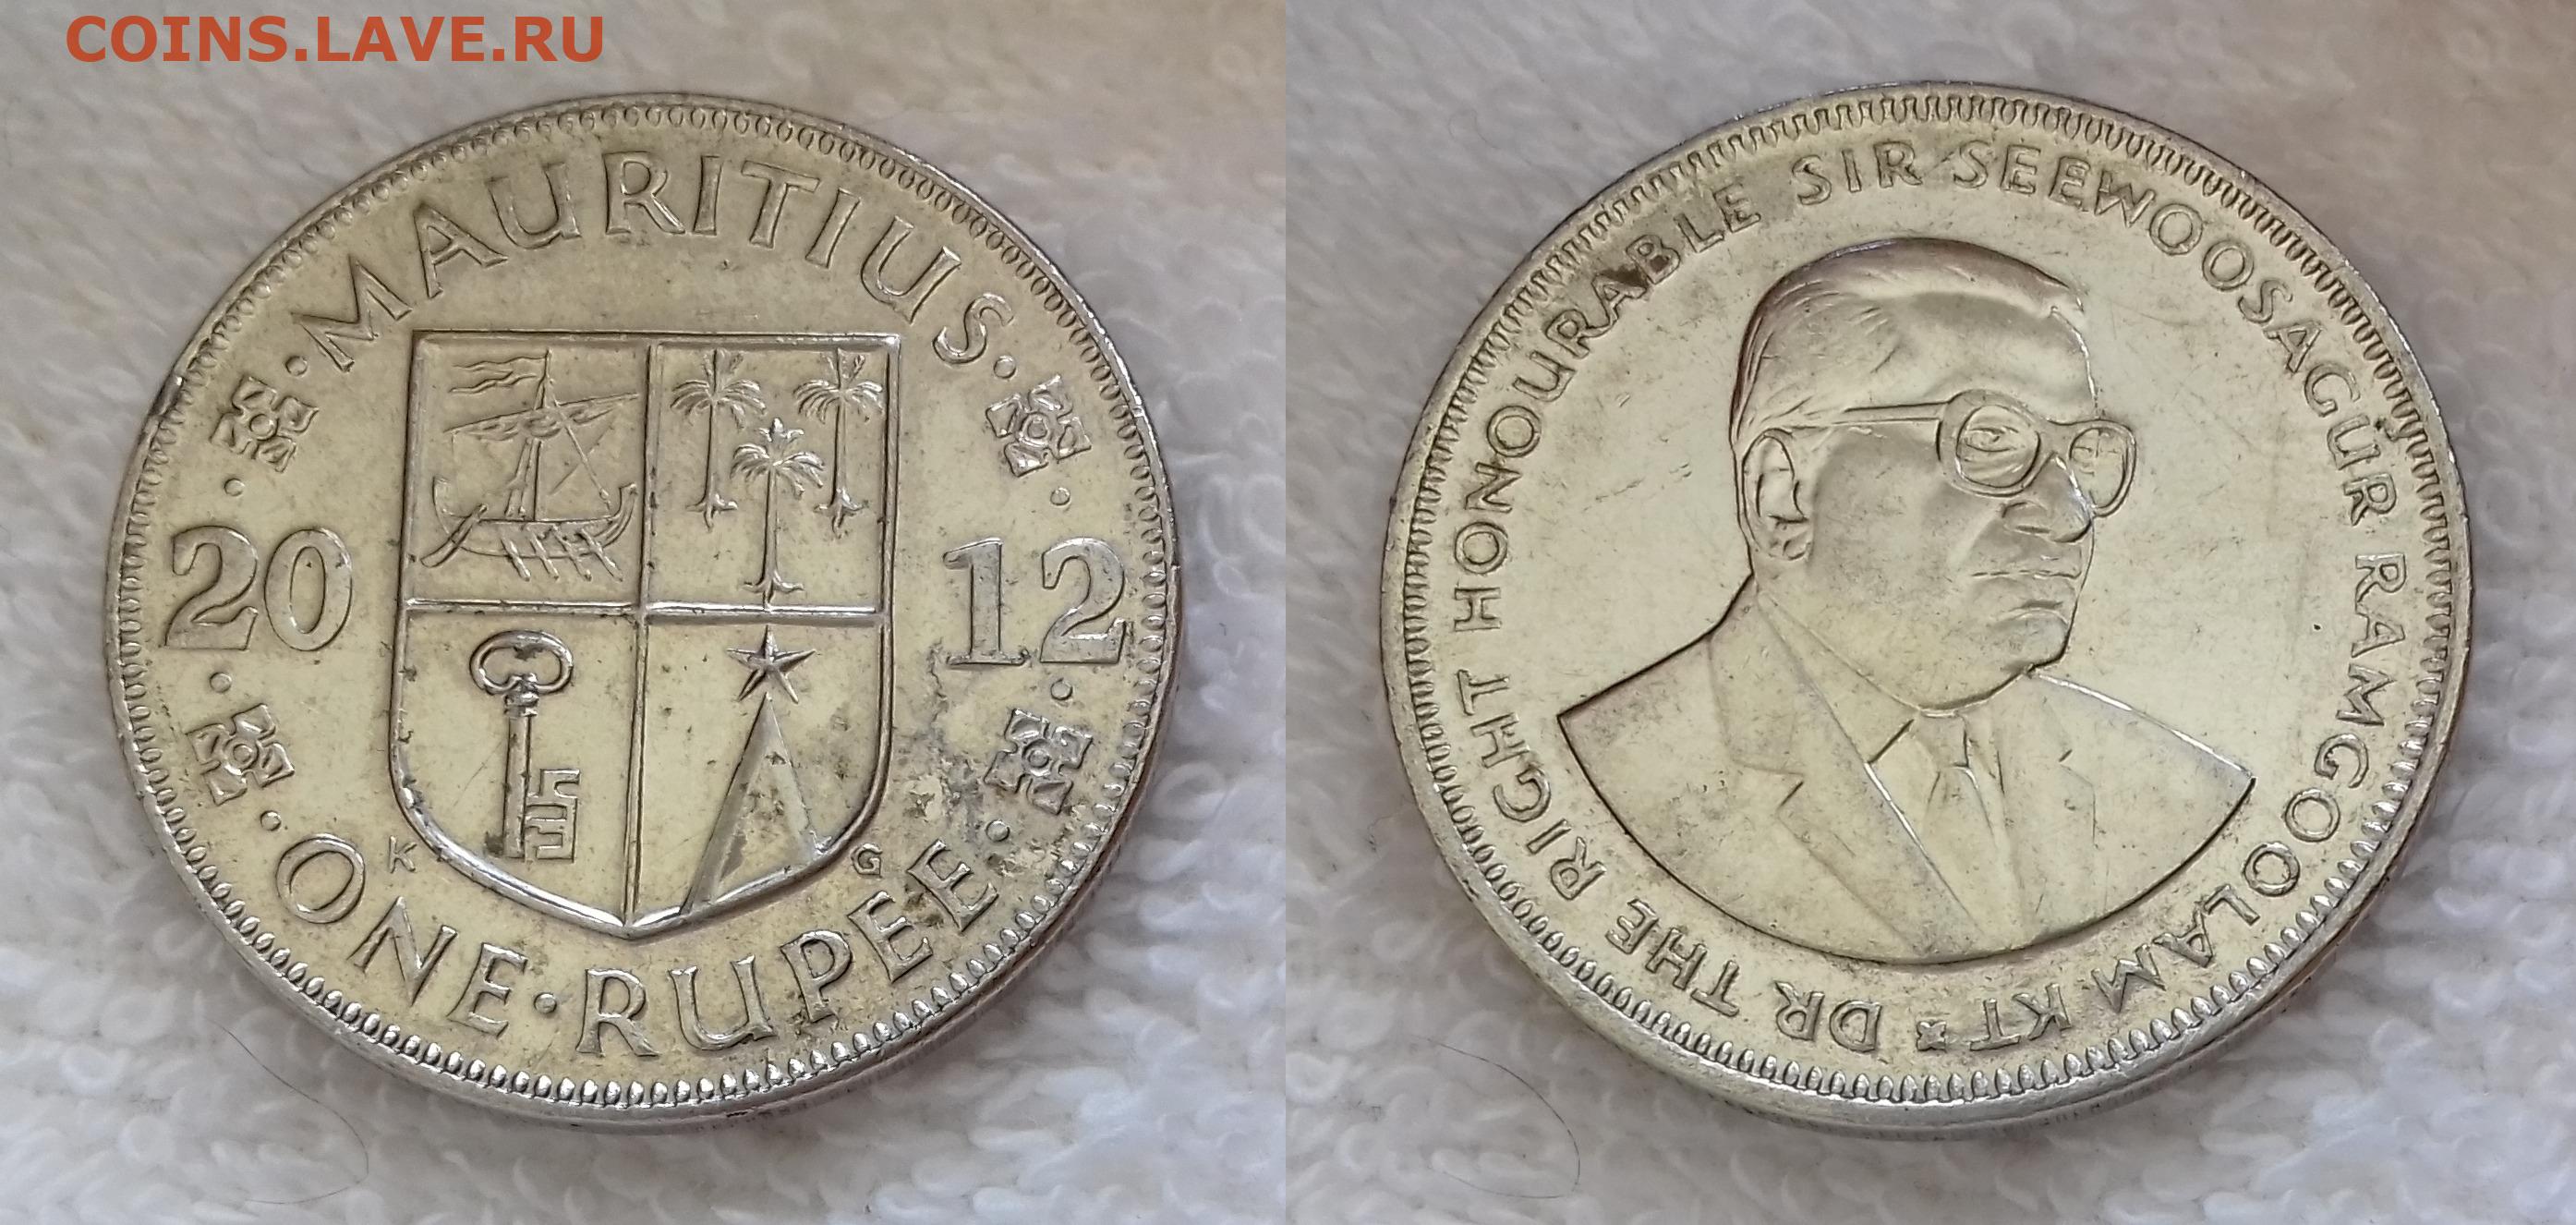 COINS.LAVE.RU
·MAURITIUS·
20 12
K G
·ONE·RUPEE·
DR THE RIGHT HONOURABLE SIR SEEWOOSAGUR RAMGOOLAM KT